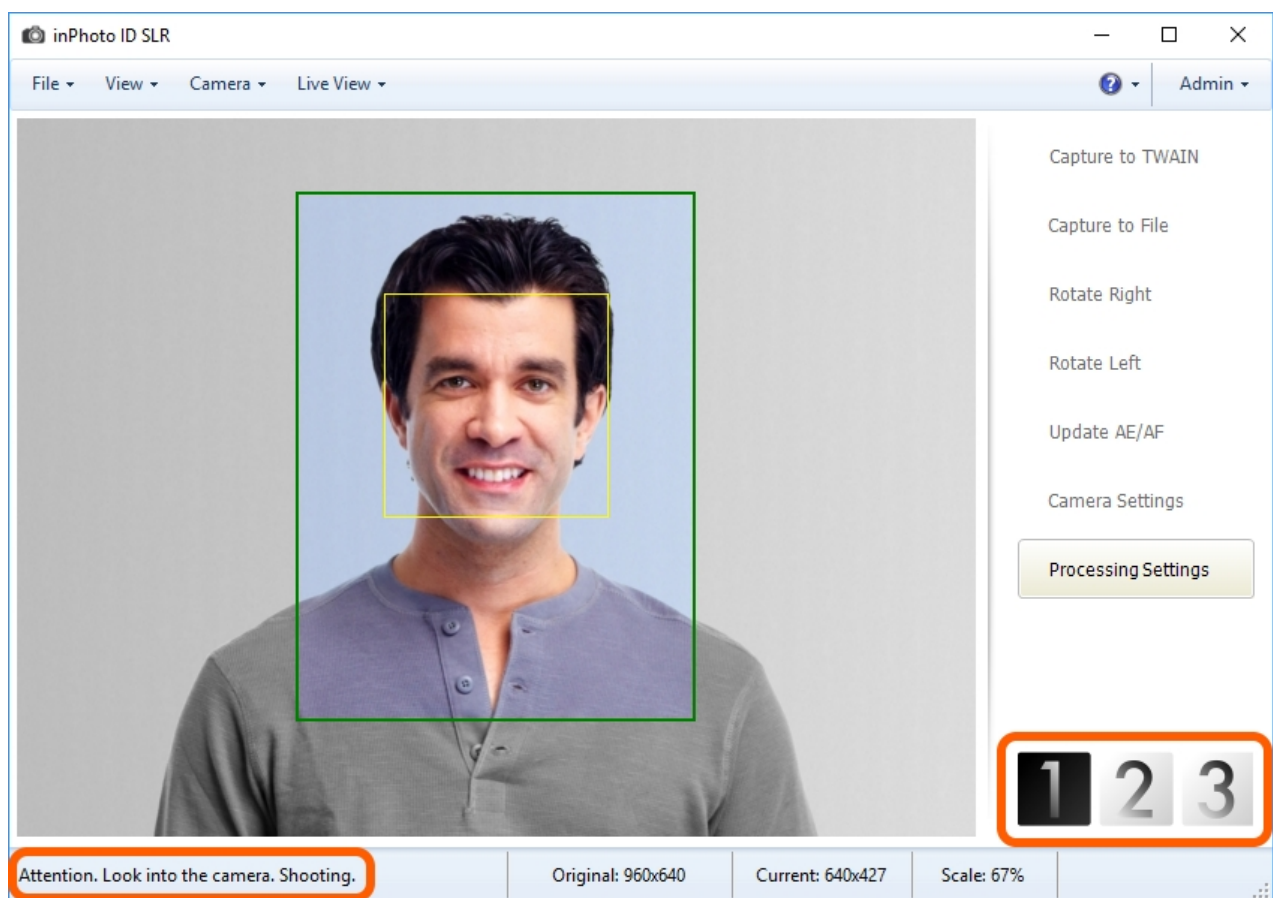 inPhoto ID SLR
File View Camera Live View Admin
Capture to TWAIN
Capture to File
Rotate Right
Rotate Left
Update AE/AF
Camera Settings
Processing Settings
1 2 3
Attention. Look into the camera. Shooting. Original: 960x640 Current: 640x427 Scale: 67%